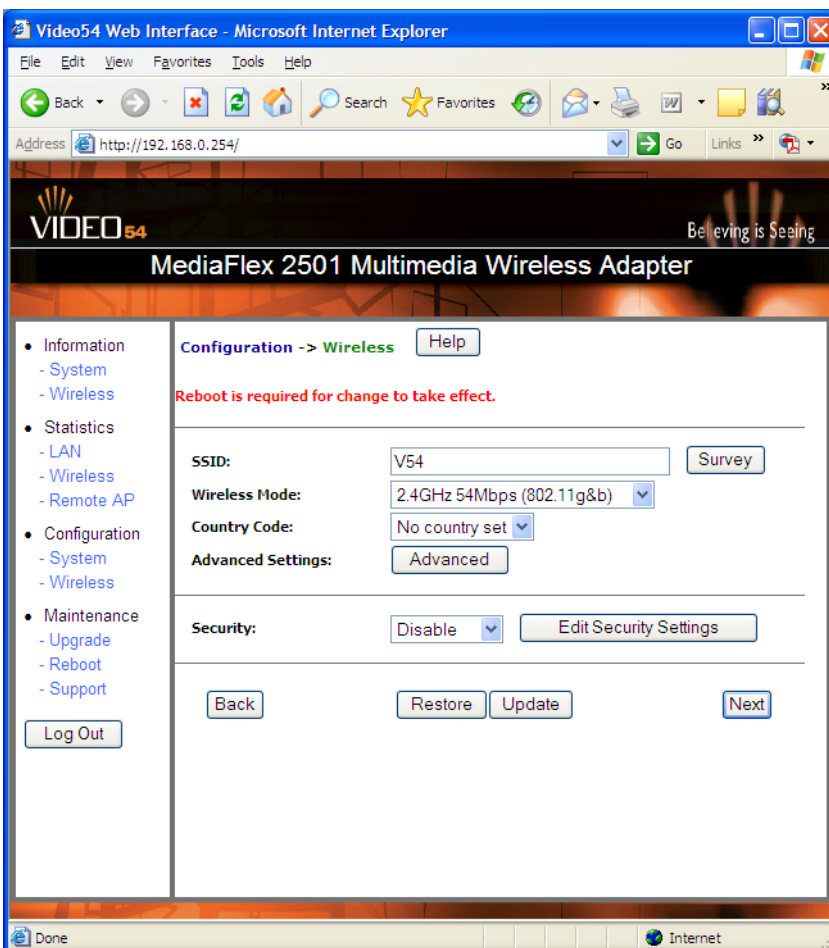 Video54 Web Interface - Microsoft Internet Explorer
File Edit View Favorites Tools Help
Back Search Favorites
Address http://192.168.0.254/ Go Links
VIDEO54 Believing is Seeing
MediaFlex 2501 Multimedia Wireless Adapter
Information
- System
- Wireless
Statistics
- LAN
- Wireless
- Remote AP
Configuration
- System
- Wireless
Maintenance
- Upgrade
- Reboot
- Support
Log Out
Configuration -> Wireless Help
Reboot is required for change to take effect.
SSID: V54 Survey
Wireless Mode: 2.4GHz 54Mbps (802.11g&b)
Country Code: No country set
Advanced Settings: Advanced
Security: Disable Edit Security Settings
Back Restore Update Next
Done Internet